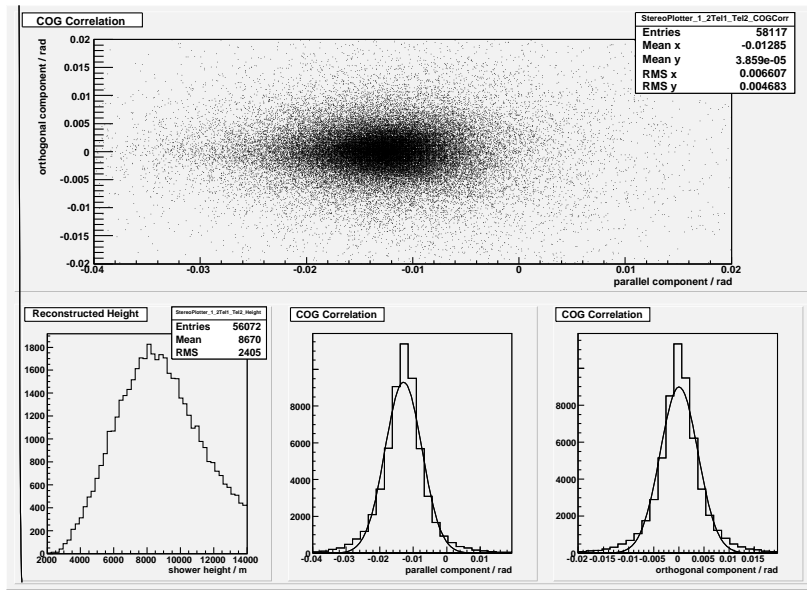 COG Correlation
StereoPlotter_1_2Tel1_Tel2_COGCorr
Entries 58117
Mean x -0.01285
Mean y 3.859e-05
RMS x 0.006607
RMS y 0.004683
orthogonal component / rad
0.02
0.015
0.01
0.005
0
-0.005
-0.01
-0.015
-0.02
-0.04 -0.03 -0.02 -0.01 0 0.01 0.02
parallel component / rad
Reconstructed Height
StereoPlotter_1_2Tel1_Tel2_Height
Entries 56072
Mean 8670
RMS 2405
1800
1600
1400
1200
1000
800
600
400
200
0
2000 4000 6000 8000 10000 12000 14000
shower height / m
COG Correlation
8000
6000
4000
2000
0
-0.04 -0.03 -0.02 -0.01 0 0.01
parallel component / rad
COG Correlation
8000
6000
4000
2000
0
-0.02 -0.015 -0.01 -0.005 0 0.005 0.01 0.015
orthogonal component / rad